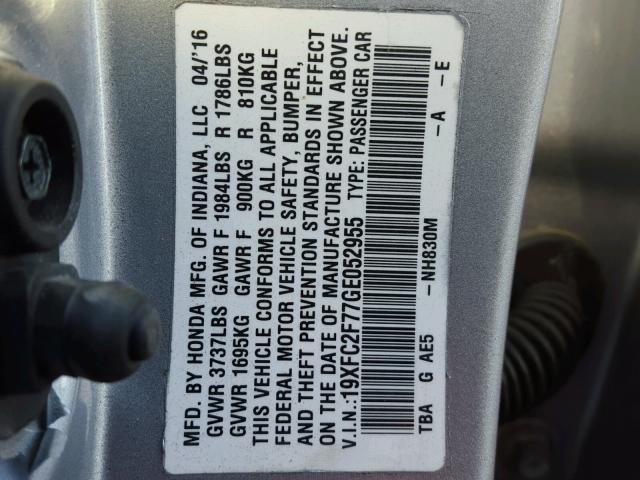 MFD. BY HONDA MFG. OF INDIANA, LLC 04/'16
GVWR 3737LBS GAWR F 1984LBS R 1786LBS
GVWR 1695KG GAWR F 900KG R 810KG
THIS VEHICLE CONFORMS TO ALL APPLICABLE
FEDERAL MOTOR VEHICLE SAFETY, BUMPER,
AND THEFT PREVENTION STANDARDS IN EFFECT
ON THE DATE OF MANUFACTURE SHOWN ABOVE.
V.I.N.:19XFC2F77GE052955 TYPE: PASSENGER CAR
TBA G AE5 -NH830M -A -E